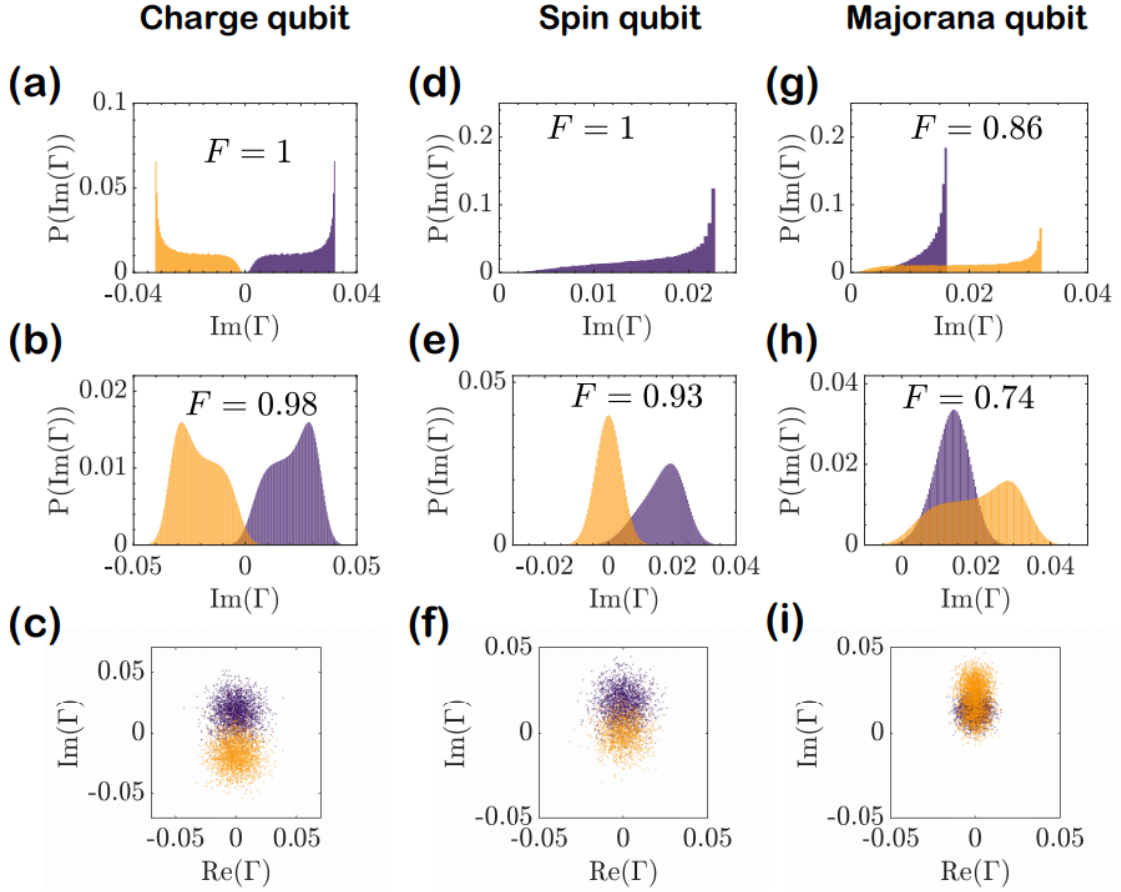 Charge qubit
Spin qubit
Majorana qubit
(a)
0.1
0.05
0
P(Im(Γ))
F = 1
-0.04
0
0.04
Im(Γ)
(d)
0.2
0.1
0
P(Im(Γ))
F = 1
0
0.01
0.02
Im(Γ)
(g)
0.2
0.1
0
P(Im(Γ))
F = 0.86
0
0.02
0.04
Im(Γ)
(b)
0.02
0.01
0
P(Im(Γ))
F = 0.98
-0.05
0
0.05
Im(Γ)
(e)
0.05
0
P(Im(Γ))
F = 0.93
-0.02
0
0.02
0.04
Im(Γ)
(h)
0.04
0.02
0
P(Im(Γ))
F = 0.74
0
0.02
0.04
Im(Γ)
(c)
0.05
0
-0.05
Im(Γ)
-0.05
0
0.05
Re(Γ)
(f)
0.05
0
-0.05
Im(Γ)
-0.05
0
0.05
Re(Γ)
(i)
0.05
0
-0.05
Im(Γ)
-0.05
0
0.05
Re(Γ)